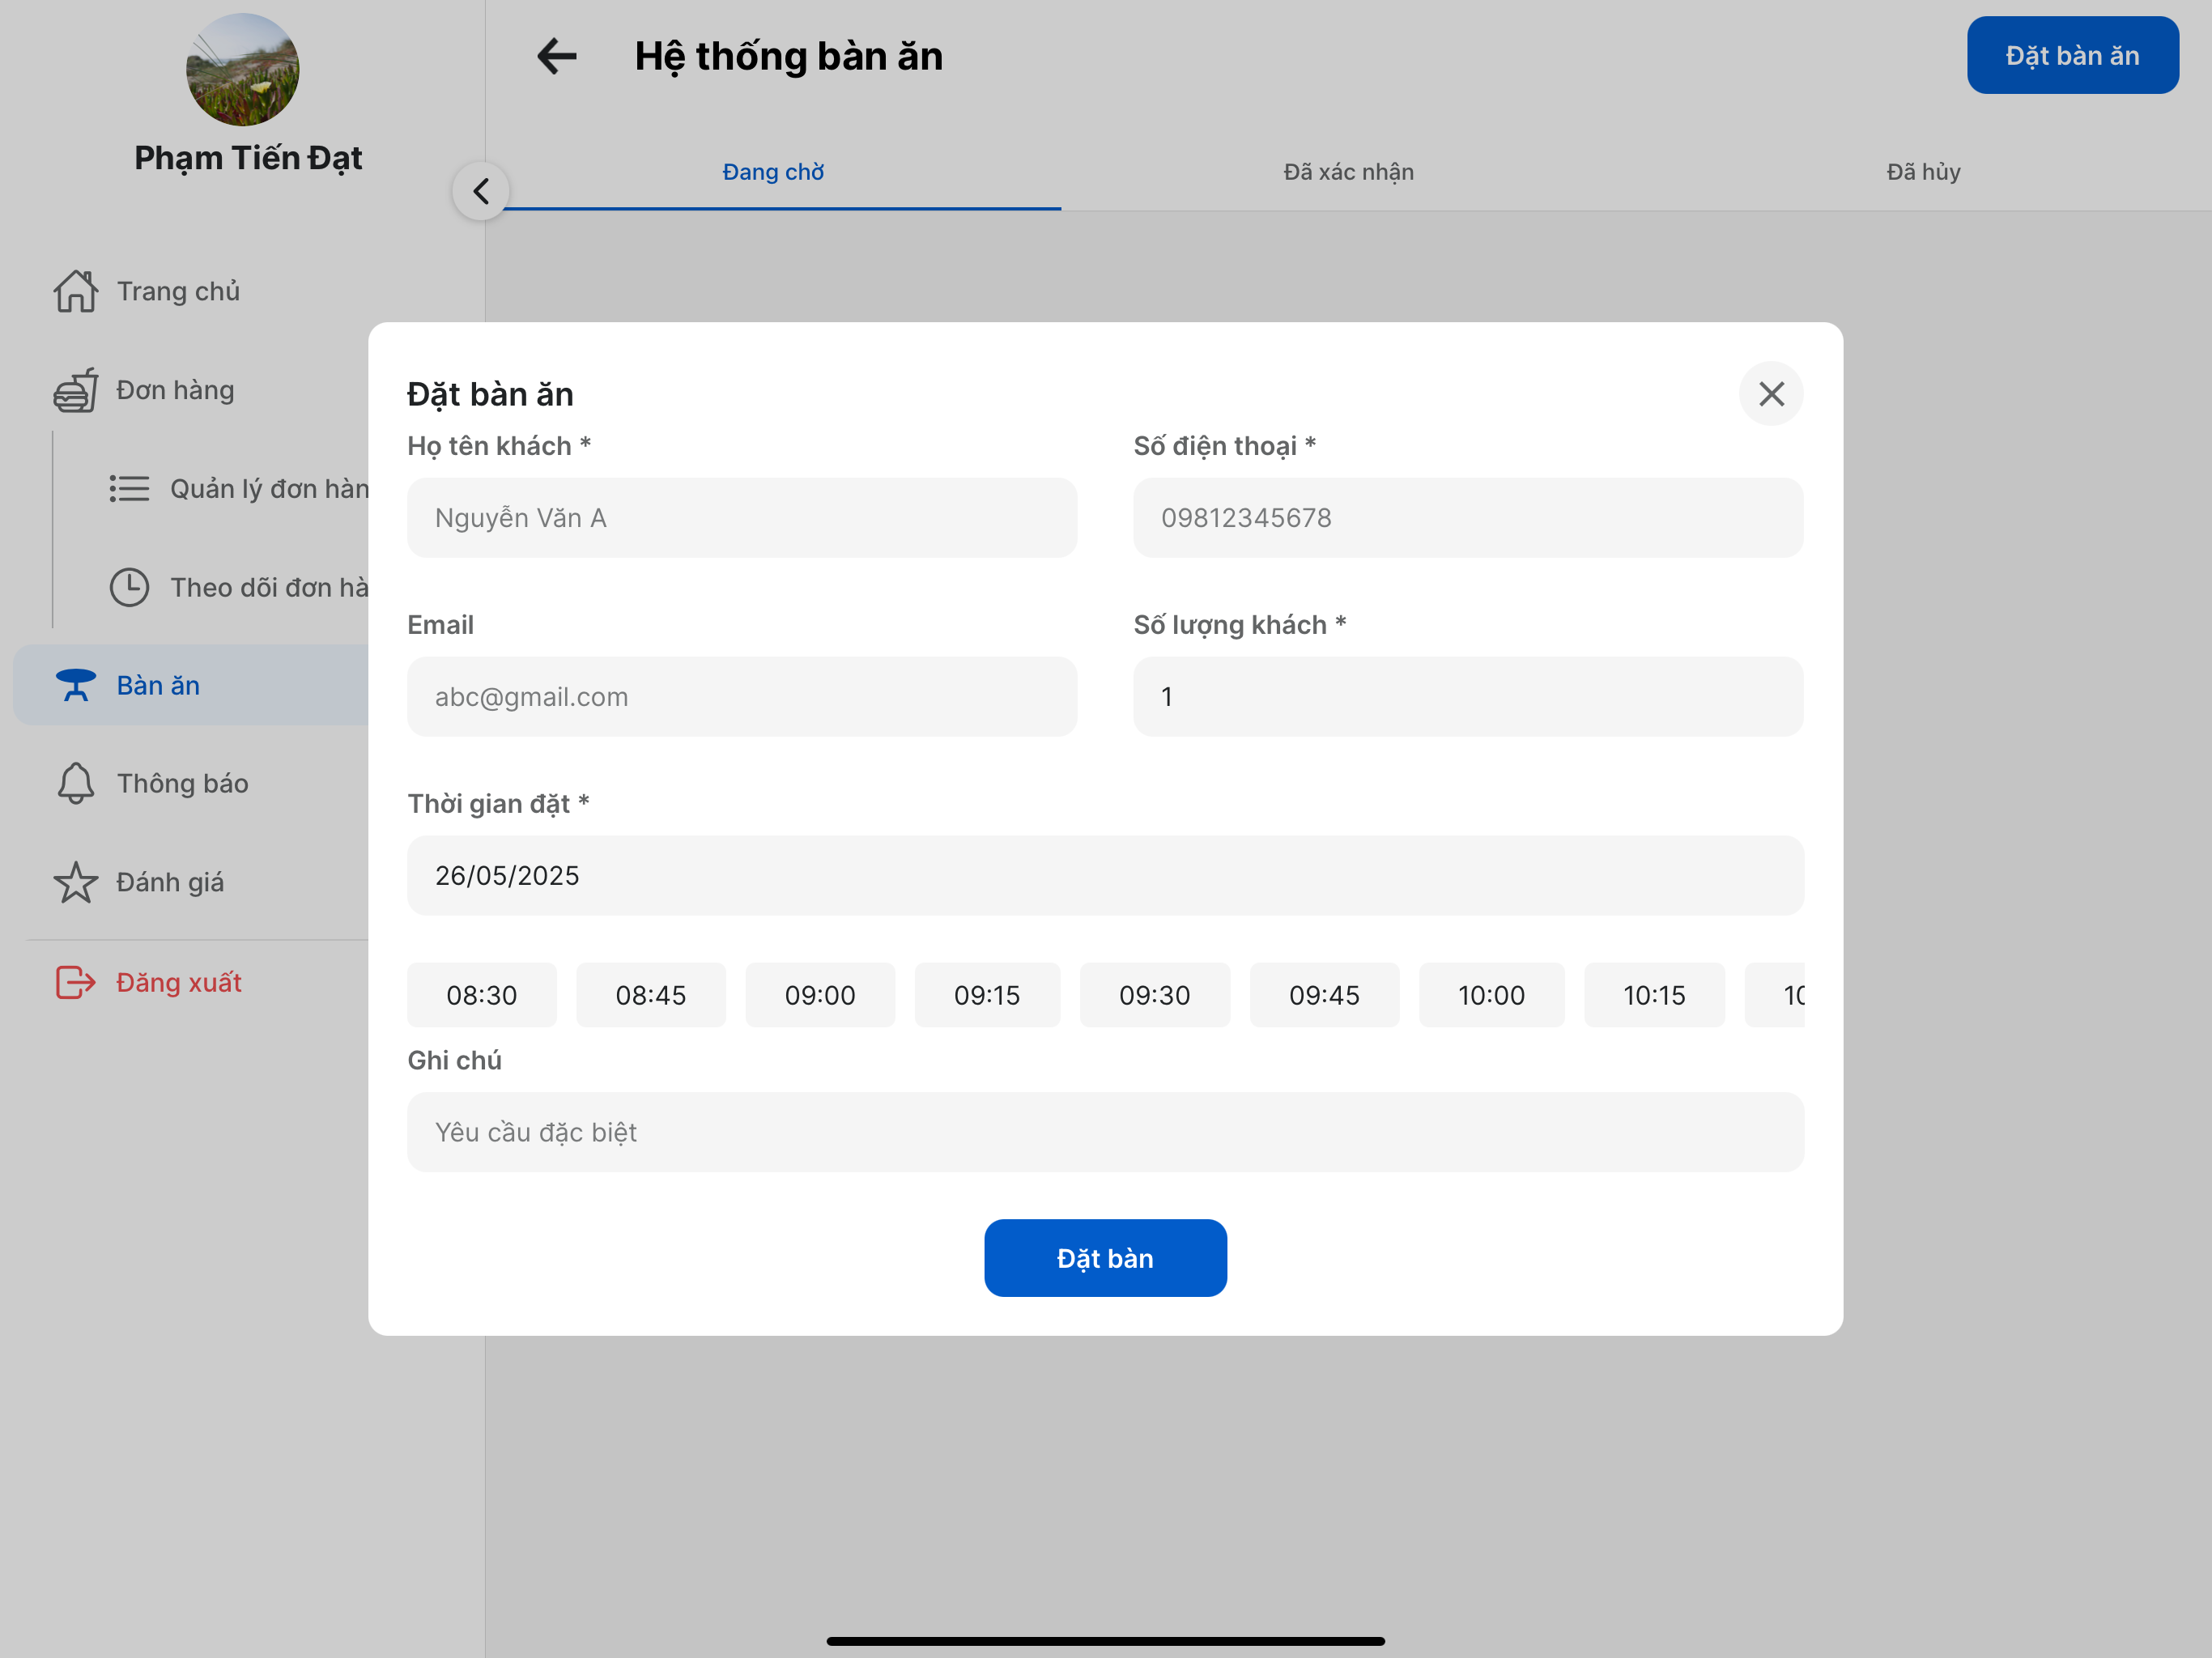 Phạm Tiến Đạt
Trang chủ
Đơn hàng
Quản lý đơn hàn
Theo dõi đơn hà
Bàn ăn
Thông báo
Đánh giá
Đăng xuất
Hệ thống bàn ăn
Đặt bàn ăn
Đang chờ
Đã xác nhận
Đã hủy
Đặt bàn ăn
Họ tên khách *
Số điện thoại *
Nguyễn Văn A
09812345678
Email
Số lượng khách *
abc@gmail.com
1
Thời gian đặt *
26/05/2025
08:30 08:45 09:00 09:15 09:30 09:45 10:00 10:15 10
Ghi chú
Yêu cầu đặc biệt
Đặt bàn